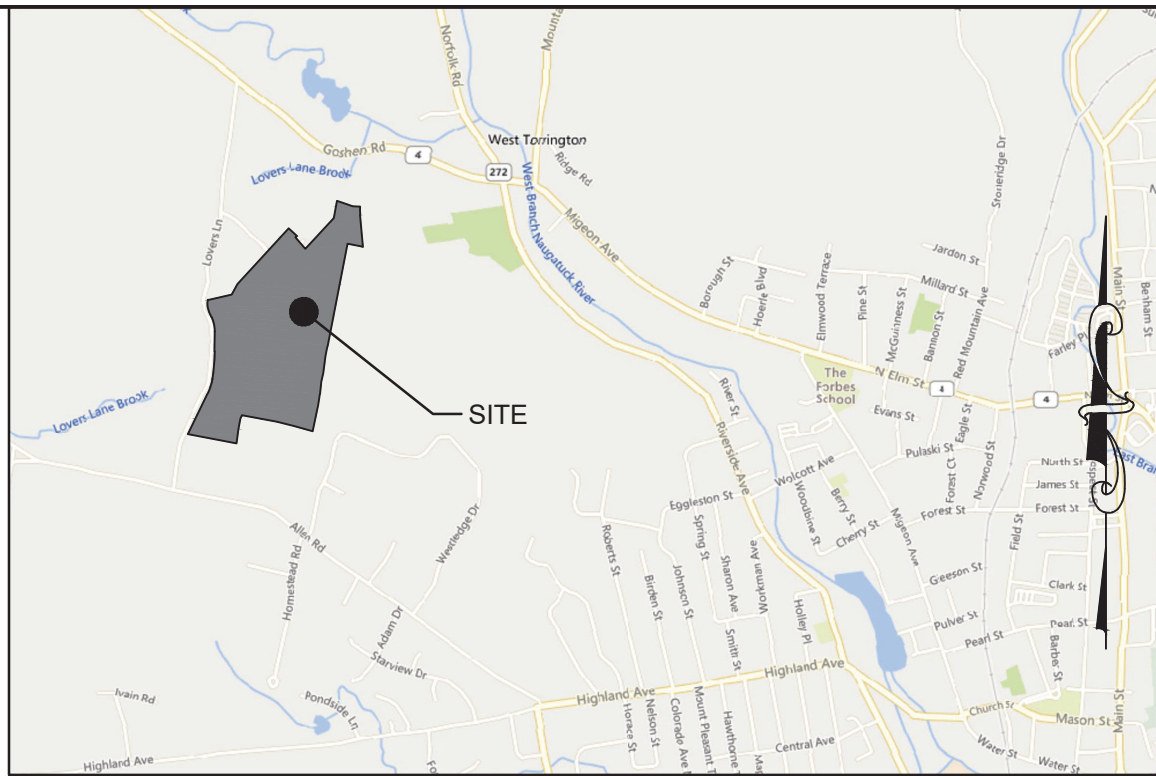 Norfolk Rd
Mounta
West Torrington
Goshen Rd
4
272
Ridge Rd
Lovers Lane Brook
West Branch Naugatuck River
Migeon Ave
Lovers Ln
Stoneridge Dr
Jardon St
Millard St
Borough St
Hoerle Blvd
Elmwood Terrace
Pine St
McGuinness St
Bannon St
Red Mountain Ave
Main St
Benham St
Farley Pl
N Elm St
4
4
The
Forbes
School
Evans St
Eagle St
SITE
Lovers Lane Brook
River St
Riverside Ave
Wolcott Ave
Pulaski St
Forest Ct
Norwood St
North St
James St
Forest St
East Bra
Eggleston St
Woodbine St
Berry St
Cherry St
Migeon Ave
Forest St
Field St
Allen Rd
Westledge Dr
Homestead Rd
Roberts St
Spring St
Sharon Ave
Workman Ave
Birden St
Johnson St
Gleeson St
Clark St
Adam Dr
Starview Dr
Smith St
Holley Pl
Pulver St
Pearl St
Pearl St
Barber St
Highland Ave
Highland Ave
Ivain Rd
Pondside Ln
Horace St
Nelson St
Colorado Ave
Mount Pleasant T
Hawthorne T
Central Ave
Church St
Mason St
Main St
Water St
Water St
Highland Ave